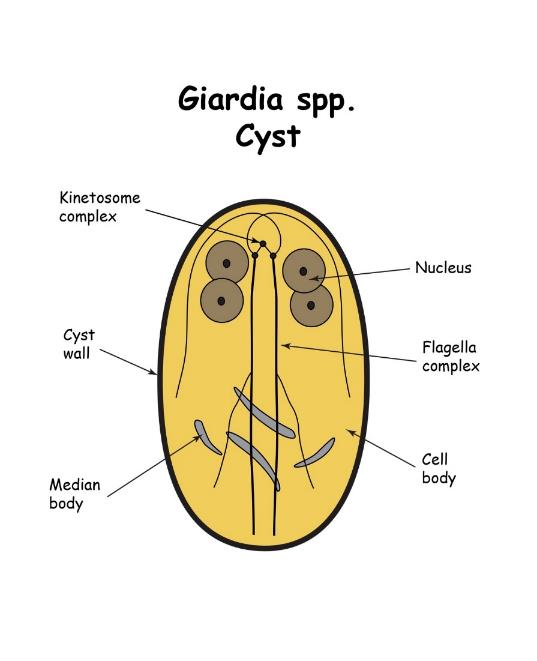 Giardia spp.
Cyst
Kinetosome
complex
Nucleus
Cyst
wall
Flagella
complex
Median
body
Cell
body